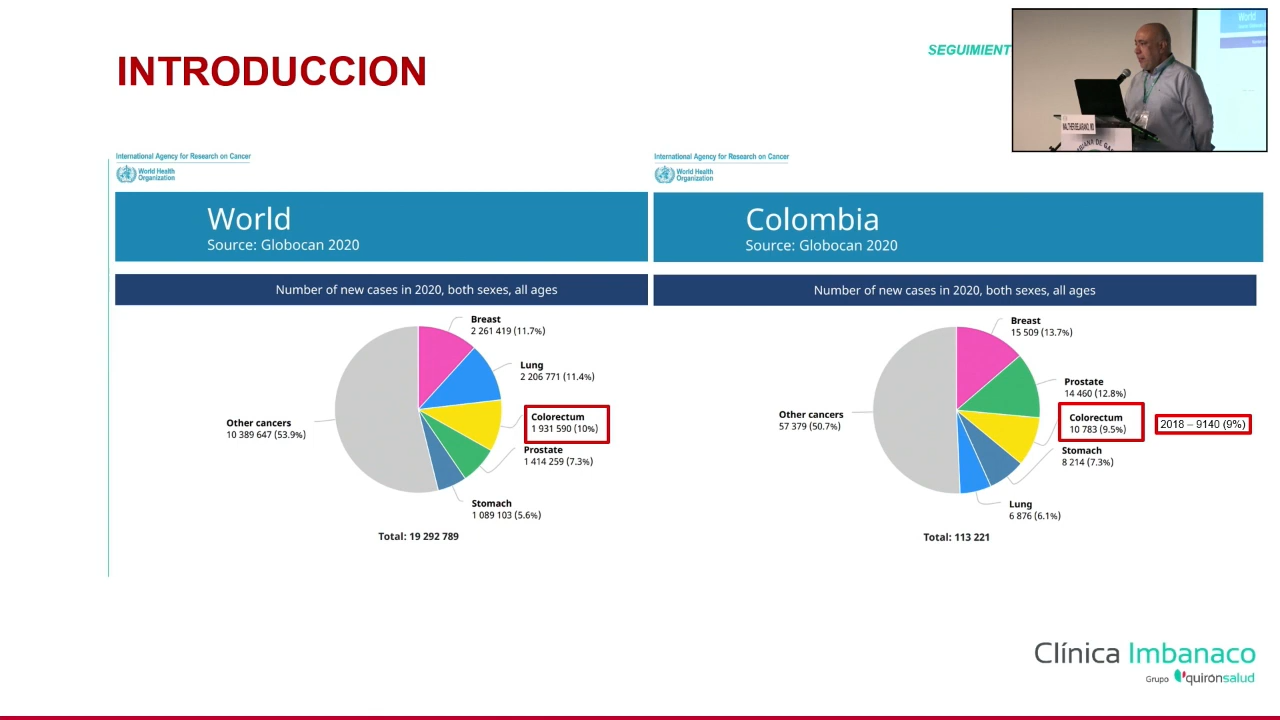 INTRODUCCION
SEGUIMIENT
World
International Agency for Research on Cancer
World Health
Organization
World
Source: Globocan 2020
Number of new cases in 2020, both sexes, all ages
Breast
2 261 419 (11.7%)
Lung
2 206 771 (11.4%)
Colorectum
1 931 590 (10%)
Prostate
1 414 259 (7.3%)
Stomach
1 089 103 (5.6%)
Other cancers
10 389 647 (53.9%)
Total: 19 292 789
International Agency for Research on Cancer
World Health
Organization
Colombia
Source: Globocan 2020
Number of new cases in 2020, both sexes, all ages
Breast
15 509 (13.7%)
Prostate
14 460 (12.8%)
Colorectum
10 783 (9.5%)
2018 – 9140 (9%)
Stomach
8 214 (7.3%)
Lung
6 876 (6.1%)
Other cancers
57 379 (50.7%)
Total: 113 221
Clínica Imbanaco
Grupo quirónsalud